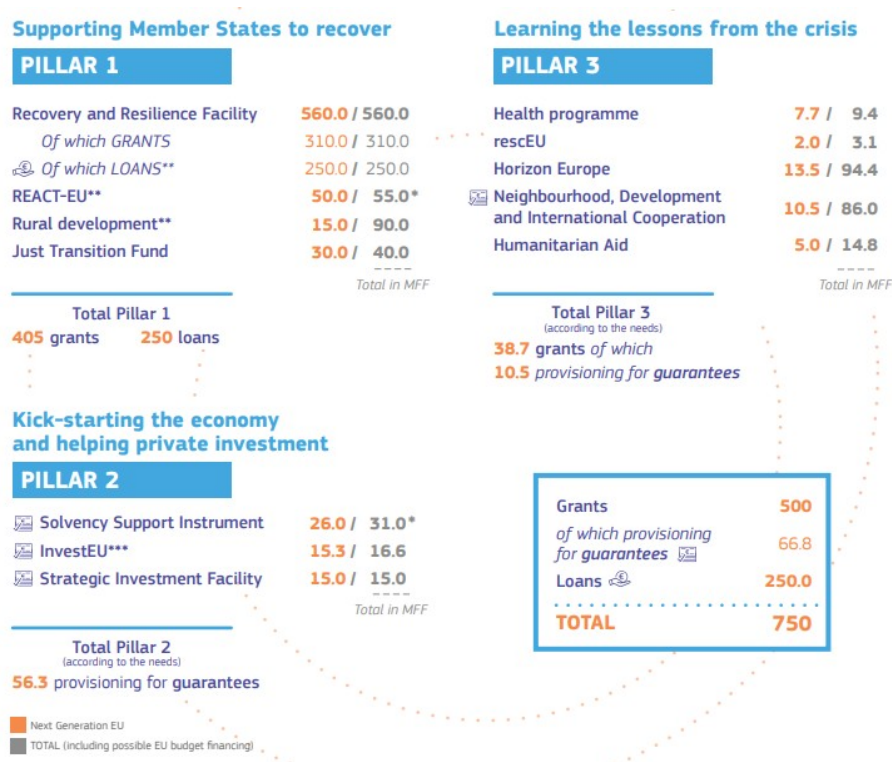 Supporting Member States to recover
PILLAR 1
Recovery and Resilience Facility 560.0 / 560.0
Of which GRANTS 310.0 / 310.0
Of which LOANS** 250.0 / 250.0
REACT-EU** 50.0 / 55.0*
Rural development** 15.0 / 90.0
Just Transition Fund 30.0 / 40.0
Total in MFF
Total Pillar 1
405 grants 250 loans
Kick-starting the economy
and helping private investment
PILLAR 2
Solvency Support Instrument 26.0 / 31.0*
InvestEU*** 15.3 / 16.6
Strategic Investment Facility 15.0 / 15.0
Total in MFF
Total Pillar 2
(according to the needs)
56.3 provisioning for guarantees
Next Generation EU
TOTAL (including possible EU budget financing)
Learning the lessons from the crisis
PILLAR 3
Health programme 7.7 / 9.4
rescEU 2.0 / 3.1
Horizon Europe 13.5 / 94.4
Neighbourhood, Development
and International Cooperation 10.5 / 86.0
Humanitarian Aid 5.0 / 14.8
Total in MFF
Total Pillar 3
(according to the needs)
38.7 grants of which
10.5 provisioning for guarantees
Grants 500
of which provisioning
for guarantees 66.8
Loans 250.0
TOTAL 750